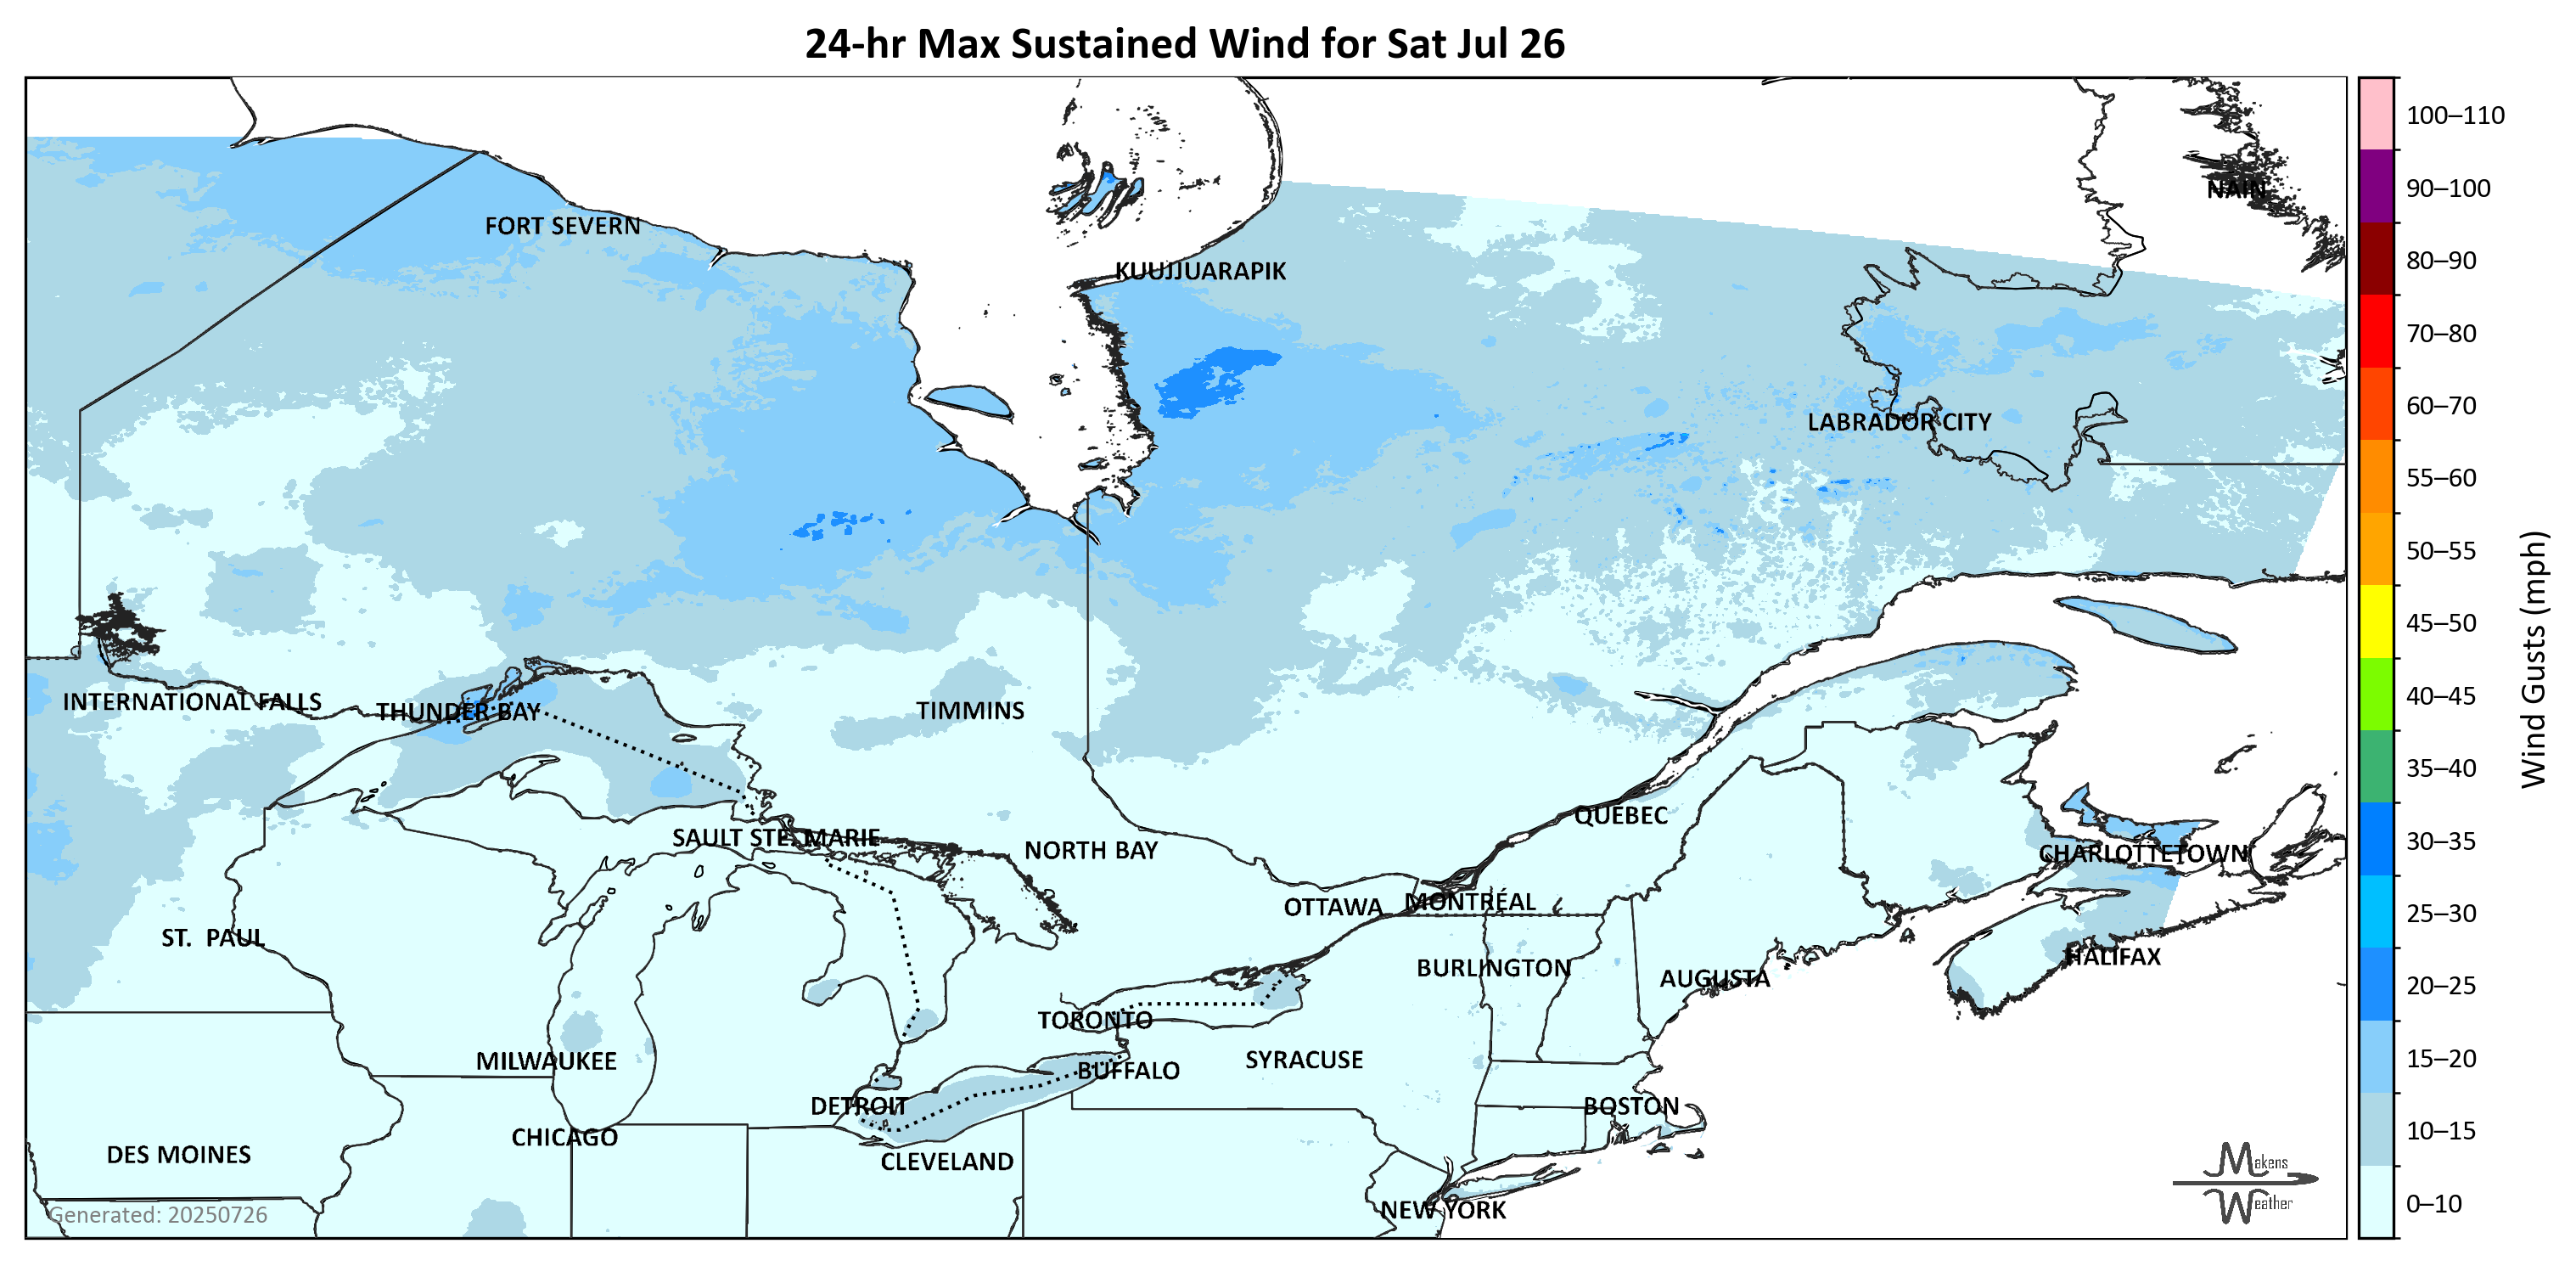 24-hr Max Sustained Wind for Sat Jul 26
100–110
90–100
NAIN
FORT SEVERN
80–90
KUUJJUARAPIK
70–80
60–70
LABRADOR CITY
55–60
50–55
45–50
Wind Gusts (mph)
40–45
INTERNATIONAL FALLS
THUNDER BAY
TIMMINS
35–40
QUEBEC
SAULT STE. MARIE
30–35
NORTH BAY
CHARLOTTETOWN
MONTRÉAL
OTTAWA
25–30
ST. PAUL
HALIFAX
BURLINGTON
AUGUSTA
20–25
TORONTO
SYRACUSE
MILWAUKEE
15–20
BUFFALO
DETROIT
BOSTON
10–15
CHICAGO
DES MOINES
CLEVELAND
Makens
Weather
0–10
NEW YORK
Generated: 20250726